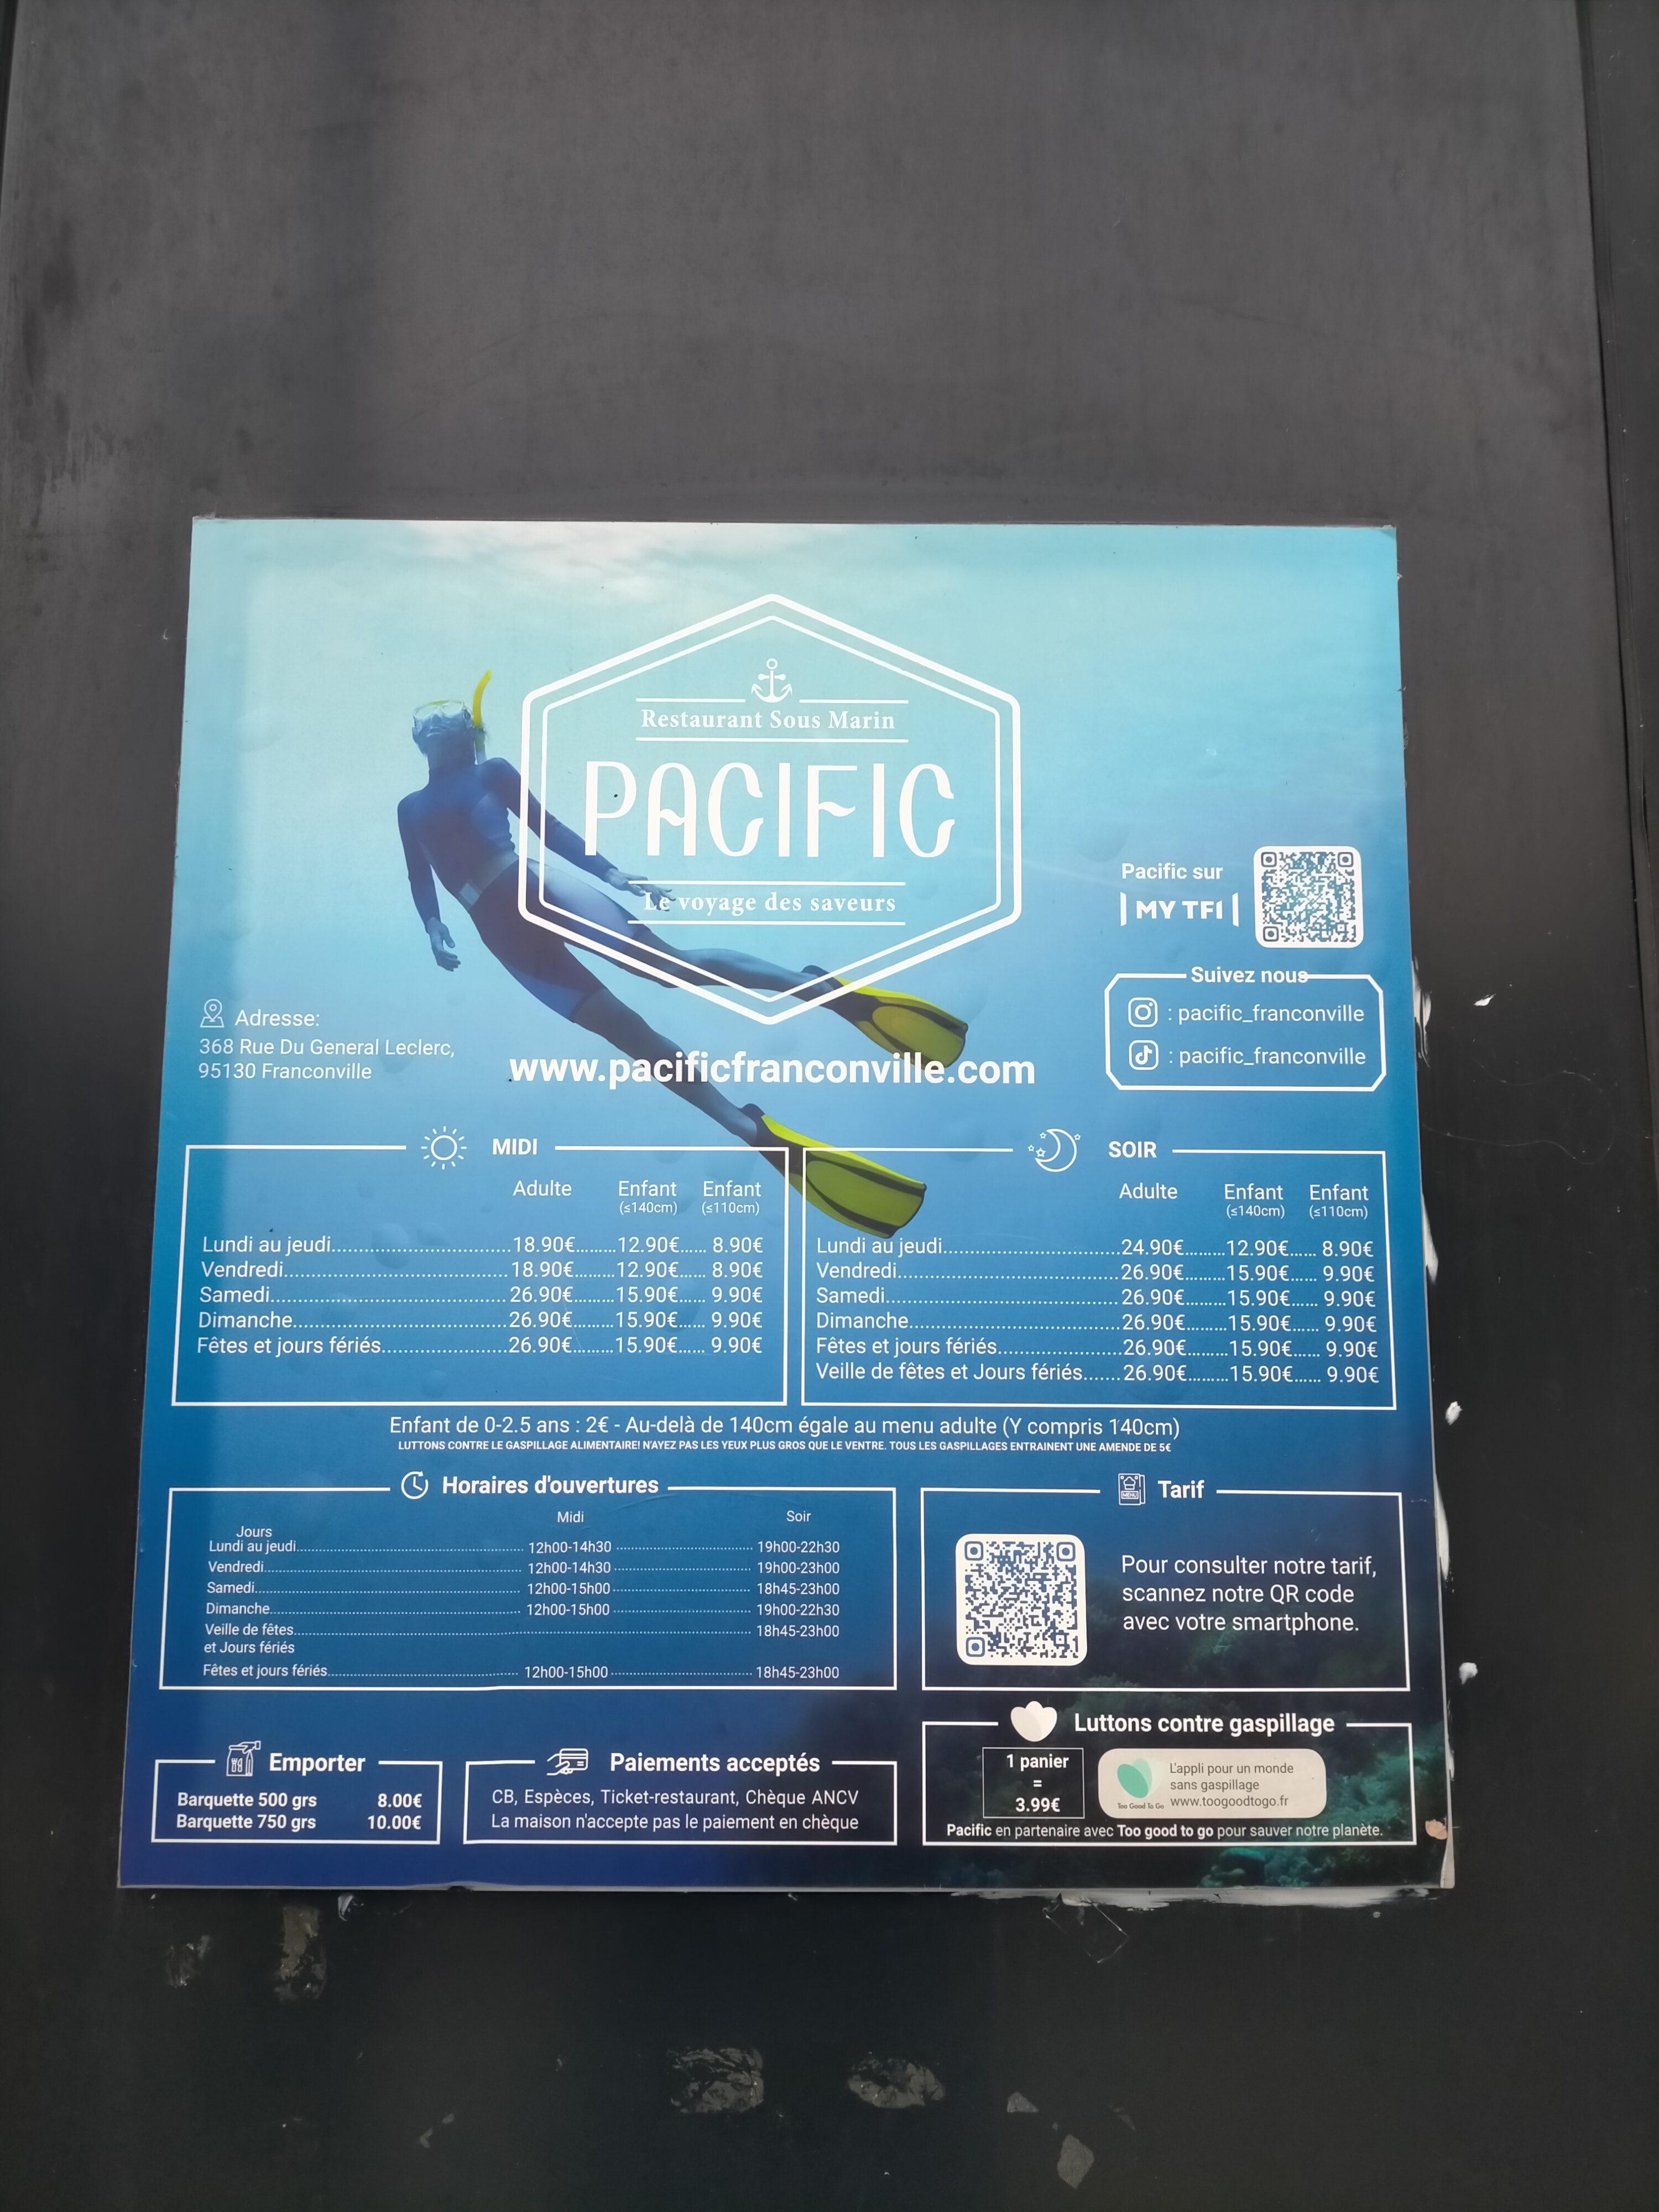 Restaurant Sous Marin
PACIFIC
Le voyage des saveurs
Pacific sur
MY TF1
Suivez nous
: pacific_franconville
: pacific_franconville
Adresse:
368 Rue Du General Leclerc,
95130 Franconville
www.pacificfranconville.com
MIDI
Adulte Enfant Enfant
(≤140cm) (≤110cm)
Lundi au jeudi 18.90€ 12.90€ 8.90€
Vendredi 18.90€ 12.90€ 8.90€
Samedi 26.90€ 15.90€ 9.90€
Dimanche 26.90€ 15.90€ 9.90€
Fêtes et jours fériés 26.90€ 15.90€ 9.90€
SOIR
Adulte Enfant Enfant
(≤140cm) (≤110cm)
Lundi au jeudi 24.90€ 12.90€ 8.90€
Vendredi 26.90€ 15.90€ 9.90€
Samedi 26.90€ 15.90€ 9.90€
Dimanche 26.90€ 15.90€ 9.90€
Fêtes et jours fériés 26.90€ 15.90€ 9.90€
Veille de fêtes et Jours fériés 26.90€ 15.90€ 9.90€
Enfant de 0-2.5 ans : 2€ - Au-delà de 140cm égale au menu adulte (Y compris 140cm)
LUTTONS CONTRE LE GASPILLAGE ALIMENTAIRE! N'AYEZ PAS LES YEUX PLUS GROS QUE LE VENTRE. TOUS LES GASPILLAGES ENTRAINENT UNE AMENDE DE 5€
Horaires d'ouvertures
Midi Soir
Jours
Lundi au jeudi 12h00-14h30 19h00-22h30
Vendredi 12h00-14h30 19h00-23h00
Samedi 12h00-15h00 18h45-23h00
Dimanche 12h00-15h00 19h00-22h30
Veille de fêtes 18h45-23h00
et Jours fériés
Fêtes et jours fériés 12h00-15h00 18h45-23h00
MENU
Tarif
Pour consulter notre tarif,
scannez notre QR code
avec votre smartphone.
Emporter
Barquette 500 grs 8.00€
Barquette 750 grs 10.00€
Paiements acceptés
CB, Espèces, Ticket-restaurant, Chèque ANCV
La maison n'accepte pas le paiement en chèque
Luttons contre gaspillage
1 panier
=
3.99€
Too Good To Go
L'appli pour un monde
sans gaspillage
www.toogoodtogo.fr
Pacific en partenaire avec Too good to go pour sauver notre planète.